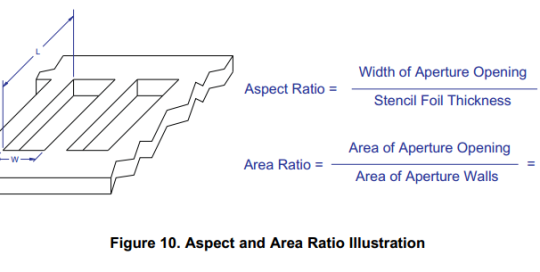 L
W
Aspect Ratio = Width of Aperture Opening
Stencil Foil Thickness
Area Ratio = Area of Aperture Opening
Area of Aperture Walls =
Figure 10. Aspect and Area Ratio Illustration